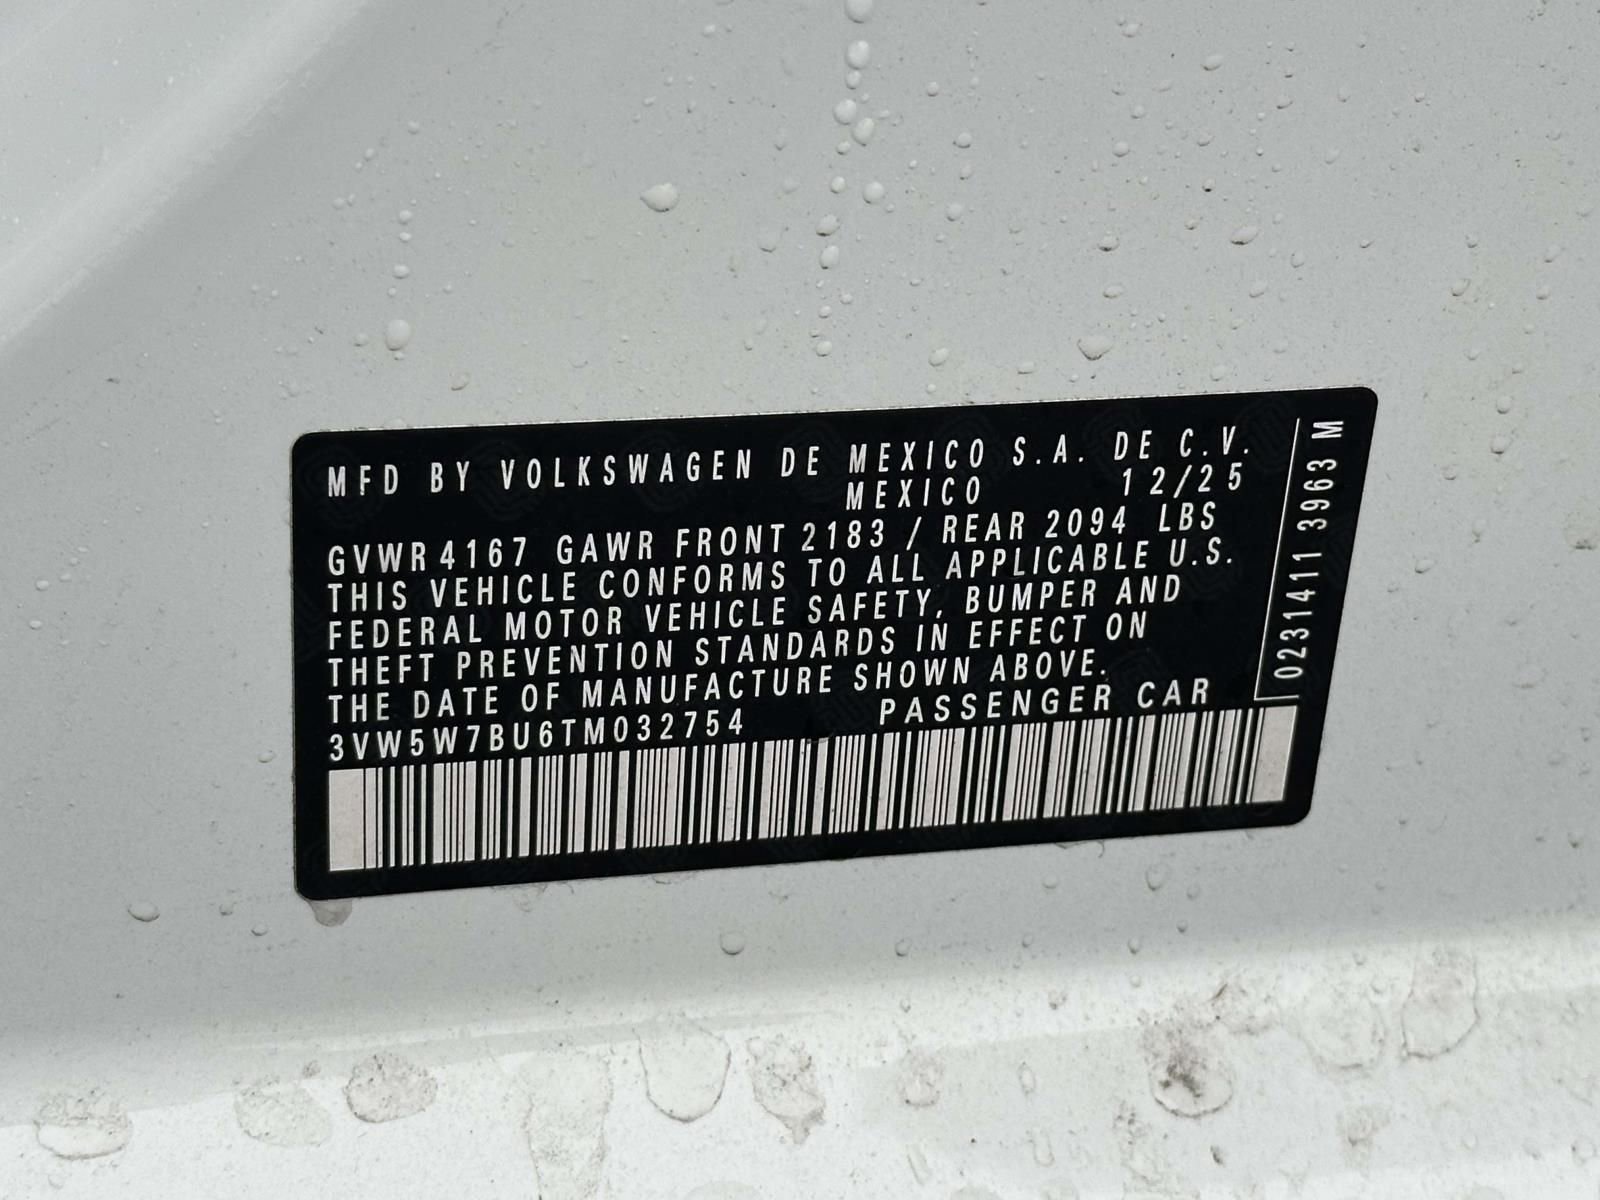 MFD BY VOLKSWAGEN DE MEXICO S.A. DE C.V.
MEXICO 12/25
GVWR 4167 GAWR FRONT 2183 / REAR 2094 LBS
THIS VEHICLE CONFORMS TO ALL APPLICABLE U.S.
FEDERAL MOTOR VEHICLE SAFETY, BUMPER AND
THEFT PREVENTION STANDARDS IN EFFECT ON
THE DATE OF MANUFACTURE SHOWN ABOVE.
3VW5W7BU6TM032754 PASSENGER CAR
02314113963 M